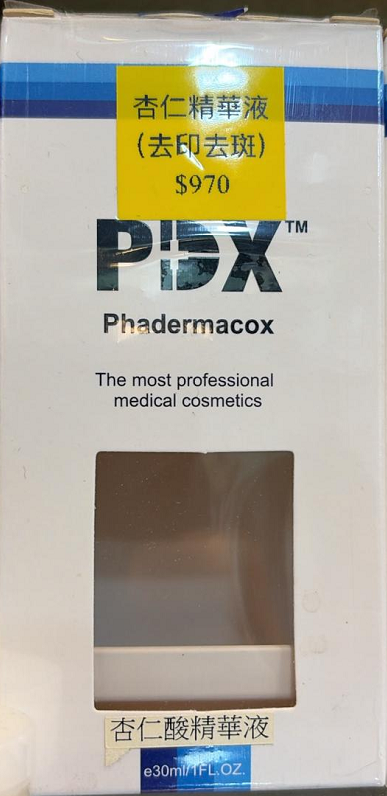 杏仁精華液
(去印去斑)
$970
PDX™
Phadermacox
The most professional
medical cosmetics
杏仁酸精華液
e30ml/1FL.OZ.